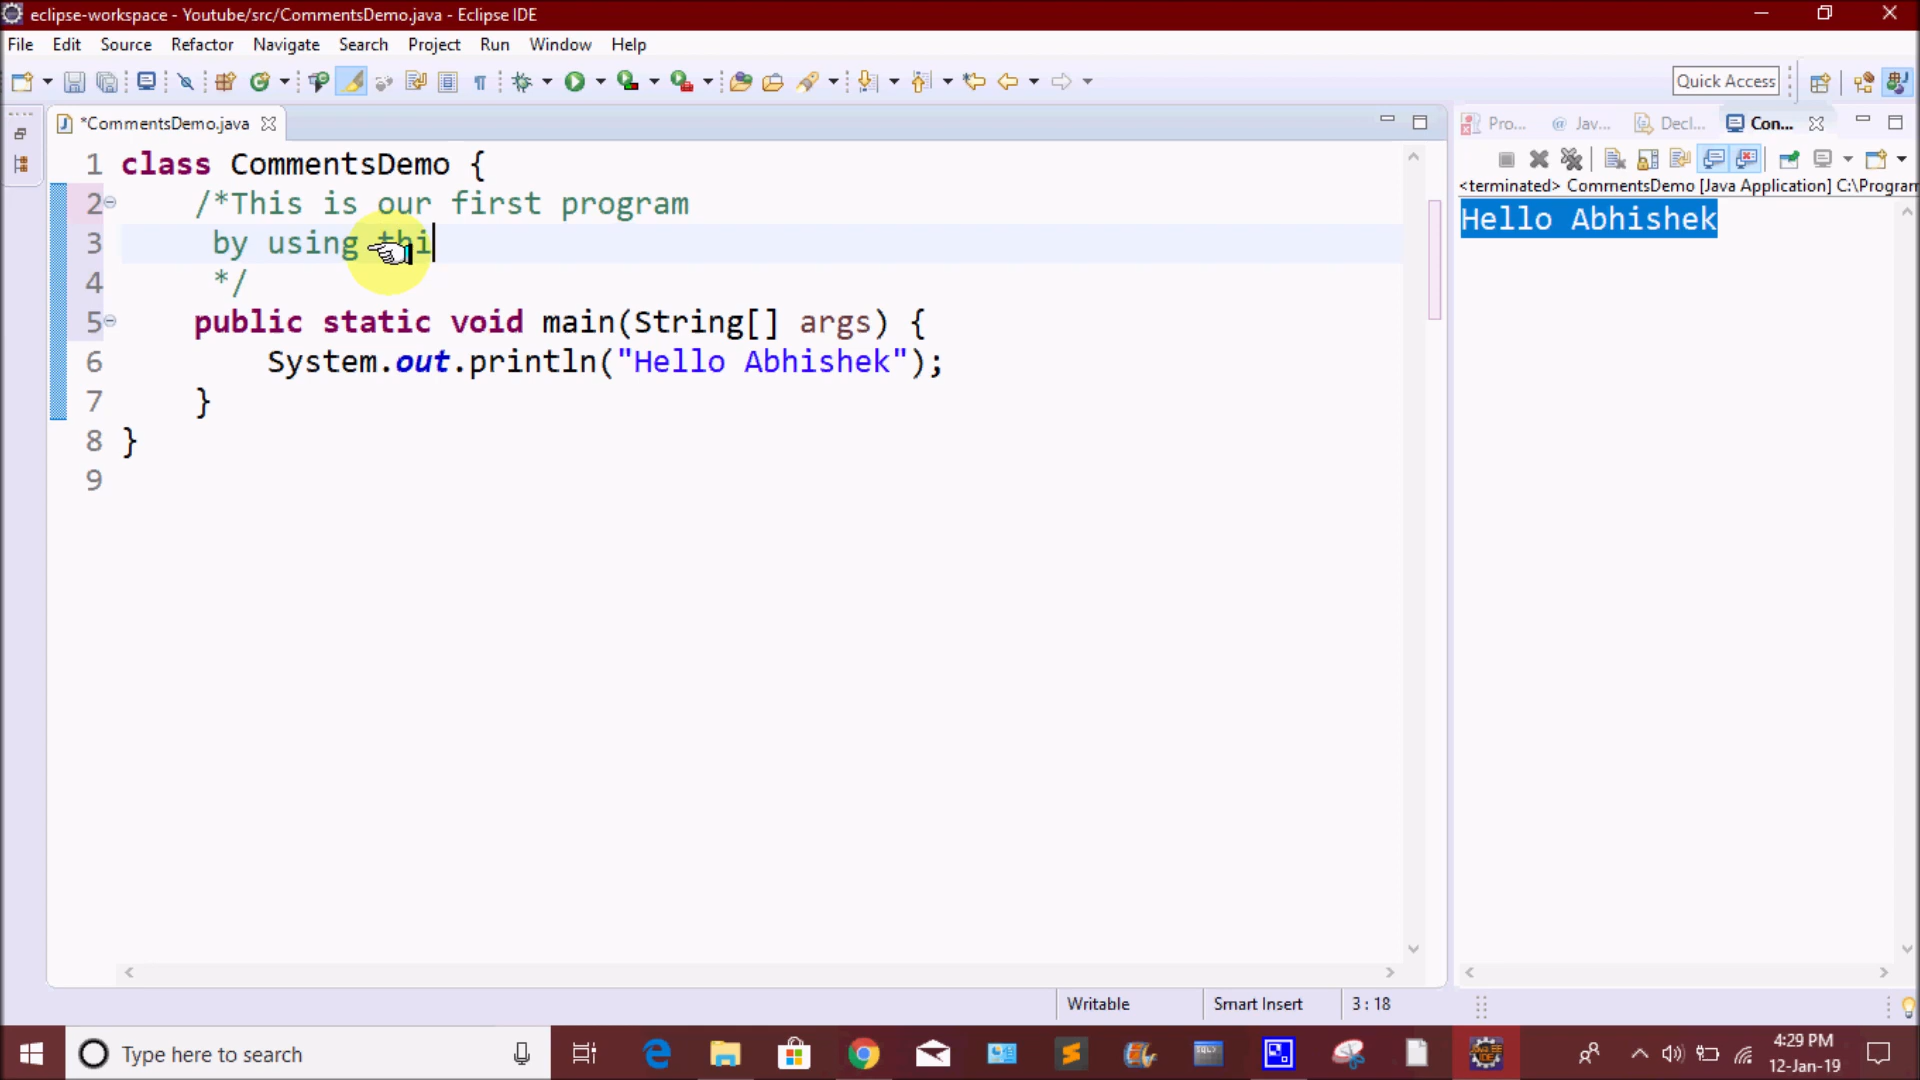 eclipse-workspace - Youtube/src/CommentsDemo.java - Eclipse IDE
File Edit Source Refactor Navigate Search Project Run Window Help
Quick Access
*CommentsDemo.java
Pro... Jav... Decl... Con...
<terminated> CommentsDemo [Java Application] C:\Program
Hello Abhishek
1 class CommentsDemo {
2 /*This is our first program
3 by using thi
4 */
5 public static void main(String[] args) {
6 System.out.println("Hello Abhishek");
7 }
8 }
9
Writable Smart Insert 3 : 18
Type here to search
4:29 PM
12-Jan-19